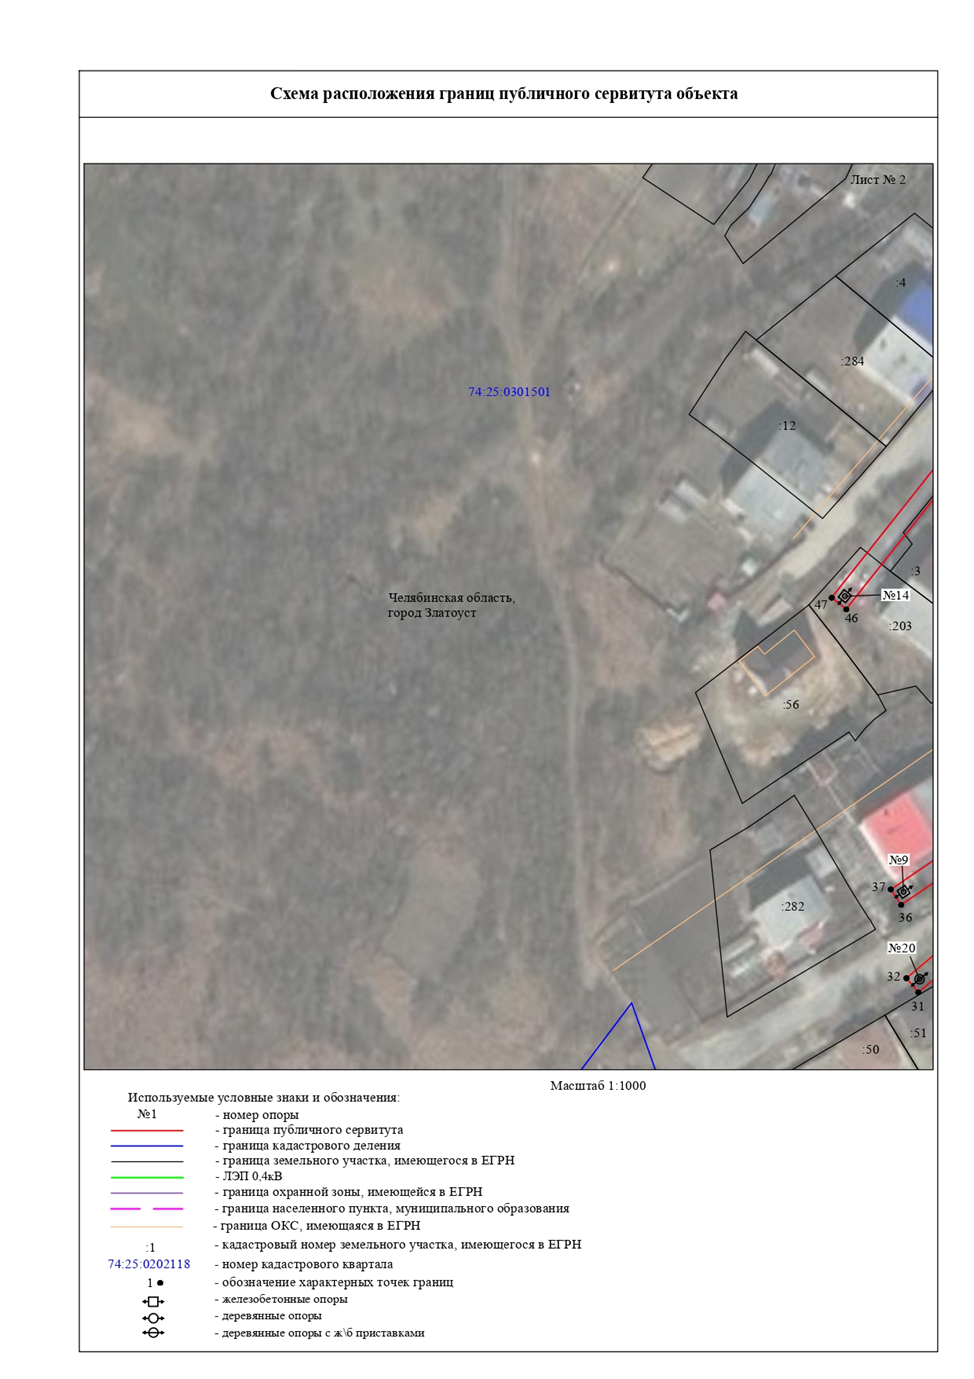 Схема расположения границ публичного сервитута объекта
Лист № 2
:4
:284
74:25:0301501
:12
:3
47
№14
46
:203
Челябинская область,
город Златоуст
:56
№9
37
36
:282
№20
32
31
:51
:50
Масштаб 1:1000
Используемые условные знаки и обозначения:
№1 - номер опоры
- граница публичного сервитута
- граница кадастрового деления
- граница земельного участка, имеющегося в ЕГРН
- ЛЭП 0,4кВ
- граница охранной зоны, имейщейся в ЕГРН
- граница населенного пункта, муниципального образования
- граница ОКС, имеющаяся в ЕГРН
:1 - кадастровый номер земельного участка, имеющегося в ЕГРН
74:25:0202118 - номер кадастрового квартала
1 - обозначение характерных точек границ
- железобетонные опоры
- деревянные опоры
- деревянные опоры с ж\б приставками